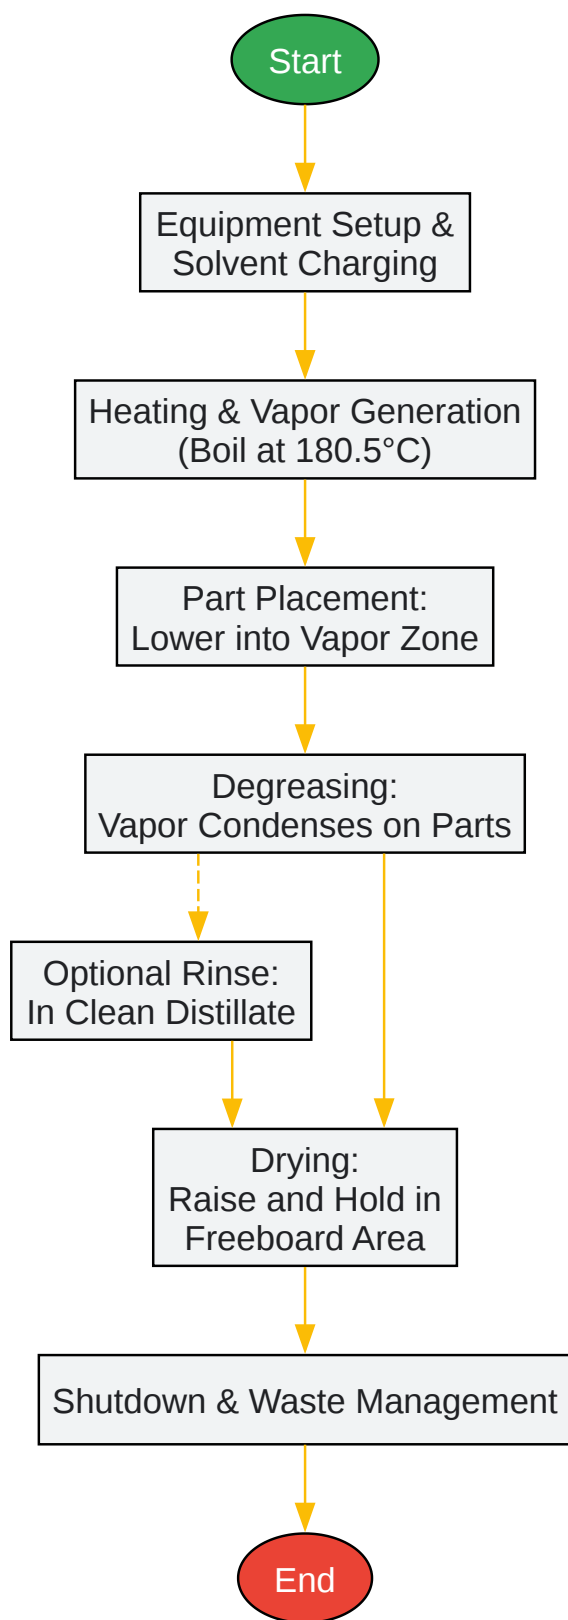 Start
Equipment Setup &
Solvent Charging
Heating & Vapor Generation
(Boil at 180.5°C)
Part Placement:
Lower into Vapor Zone
Degreasing:
Vapor Condenses on Parts
Optional Rinse:
In Clean Distillate
Drying:
Raise and Hold in
Freeboard Area
Shutdown & Waste Management
End